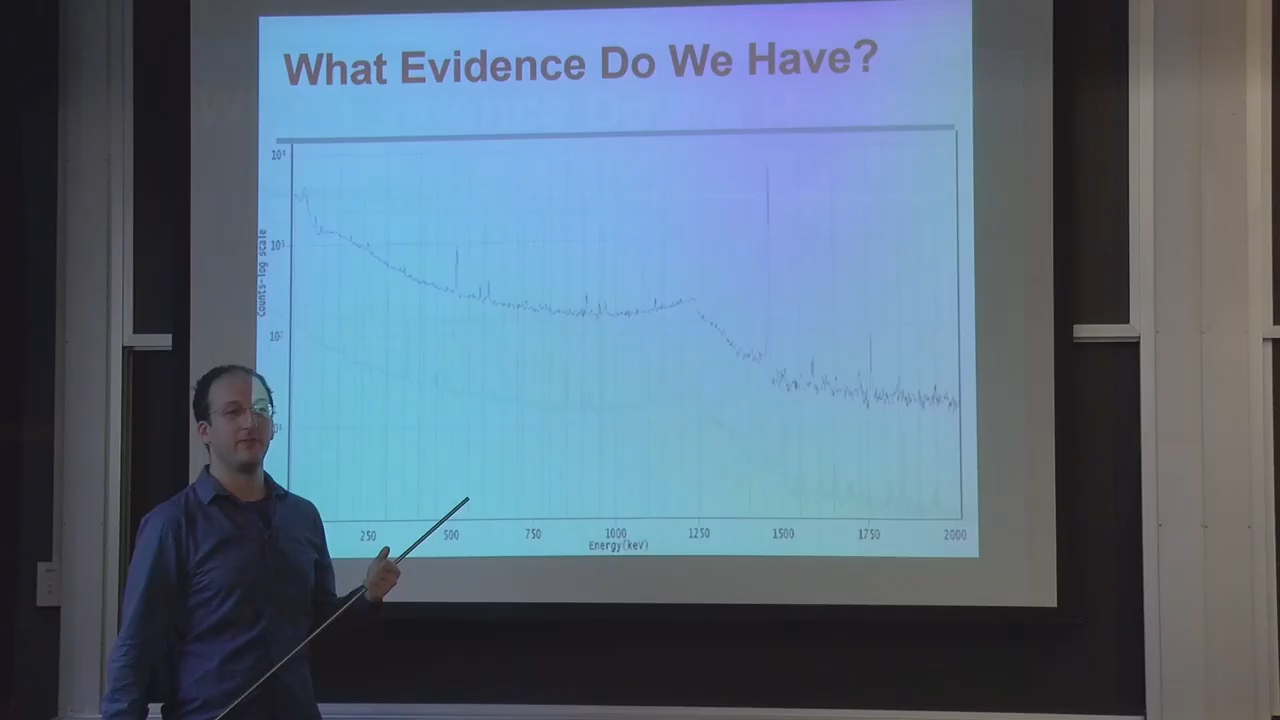 What Evidence Do We Have?
10⁴
10³
10²
Counts-log scale
250 500 750 1000 1250 1500 1750 2000
Energy(keV)